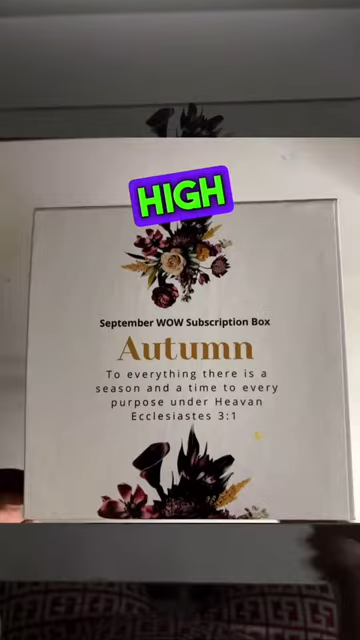 HIGH
September WOW Subscription Box
Autumn
To everything there is a
season and a time to every
purpose under Heavan
Ecclesiastes 3:1